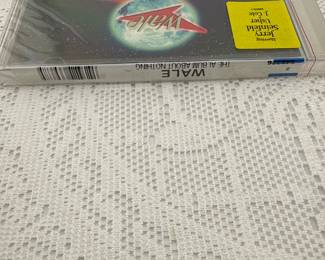 WALE
THE ALBUM ABOUT NOTHING
WALE
Starring
Jerry
Seinfeld
Usher
J. Cole